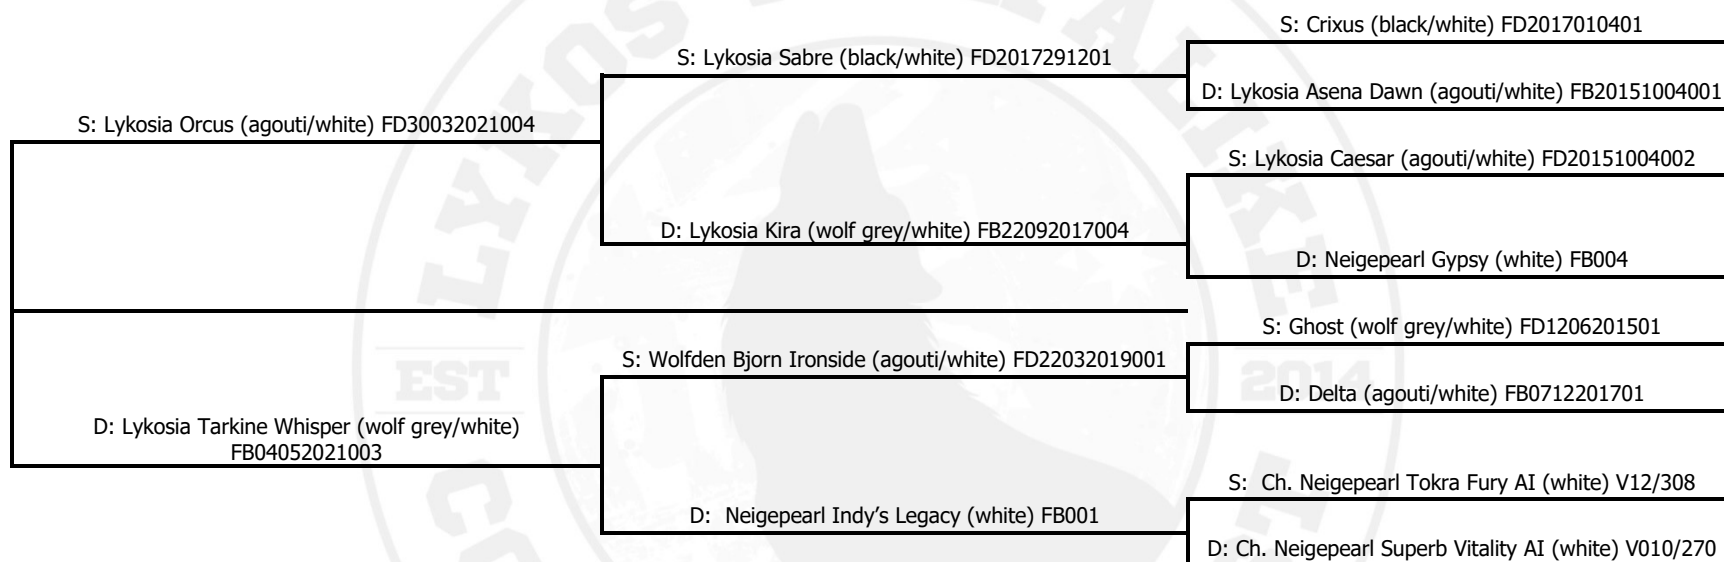 S: Crixus (black/white) FD2017010401
S: Lykosia Sabre (black/white) FD2017291201
D: Lykosia Asena Dawn (agouti/white) FB20151004001
S: Lykosia Orcus (agouti/white) FD30032021004
S: Lykosia Caesar (agouti/white) FD20151004002
D: Lykosia Kira (wolf grey/white) FB22092017004
D: Neigepearl Gypsy (white) FB004
S: Ghost (wolf grey/white) FD1206201501
S: Wolfden Bjorn Ironside (agouti/white) FD22032019001
D: Delta (agouti/white) FB0712201701
D: Lykosia Tarkine Whisper (wolf grey/white)
FB04052021003
S: Ch. Neigepearl Tokra Fury AI (white) V12/308
D: Neigepearl Indy’s Legacy (white) FB001
D: Ch. Neigepearl Superb Vitality AI (white) V010/270
LYKOS
ALIKE
EST
2014